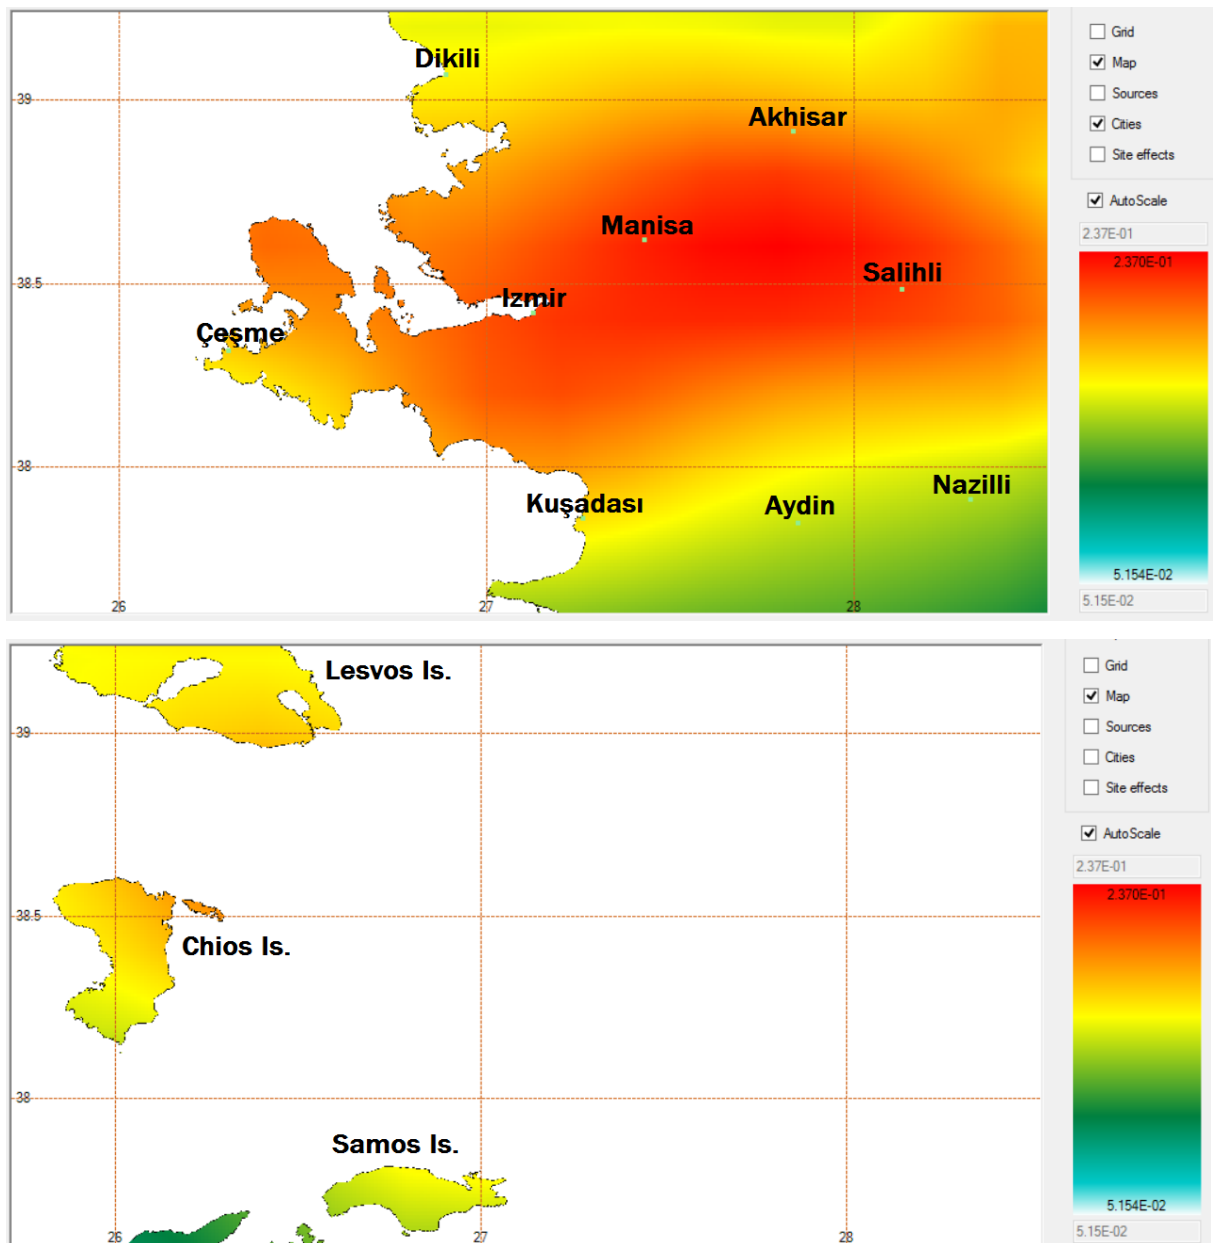 Dikili
39
Akhisar
Manisa
Salihli
38.5
Izmir
Çeşme
38
Nazilli
Kuşadası
Aydin
26
27
28
Grid
Map
Sources
Cities
Site effects
AutoScale
2.37E-01
2.370E-01
5.154E-02
5.15E-02
Lesvos Is.
39
38.5
Chios Is.
38
Samos Is.
26
27
28
Grid
Map
Sources
Cities
Site effects
AutoScale
2.37E-01
2.370E-01
5.154E-02
5.15E-02